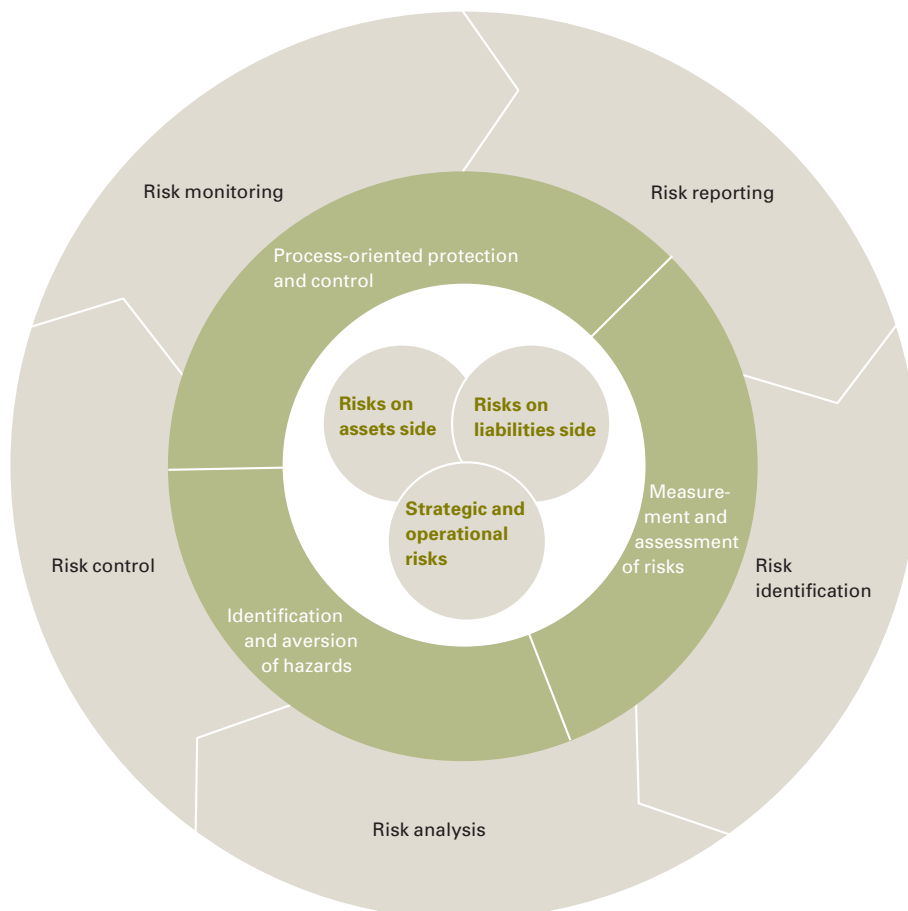 Risk monitoring
Risk reporting
Process-oriented protection
and control
Risks on
assets side
Risks on
liabilities side
Strategic and
operational
risks
Measure-
ment and
assessment
of risks
Risk control
Risk
identification
Identification
and aversion
of hazards
Risk analysis